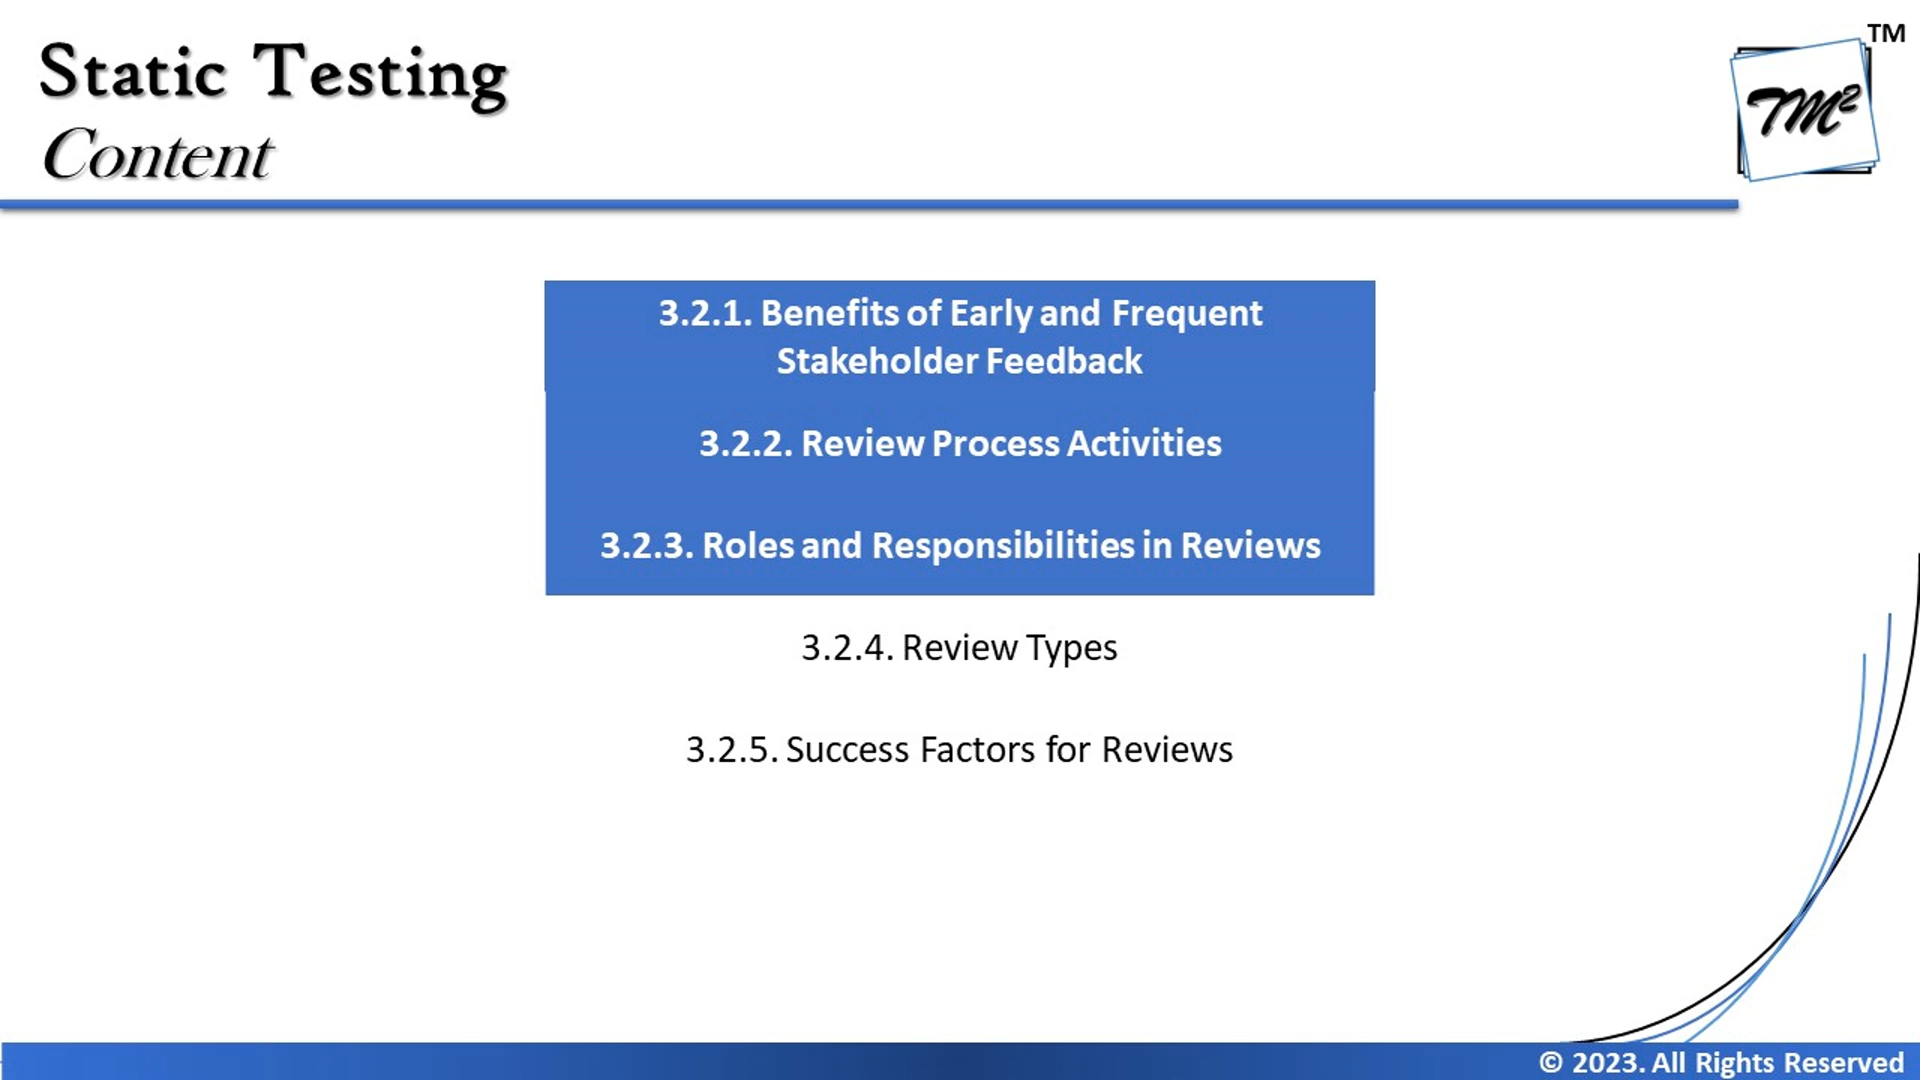 Static Testing
Content
TM
TM²
3.2.1. Benefits of Early and Frequent
Stakeholder Feedback
3.2.2. Review Process Activities
3.2.3. Roles and Responsibilities in Reviews
3.2.4. Review Types
3.2.5. Success Factors for Reviews
© 2023. All Rights Reserved